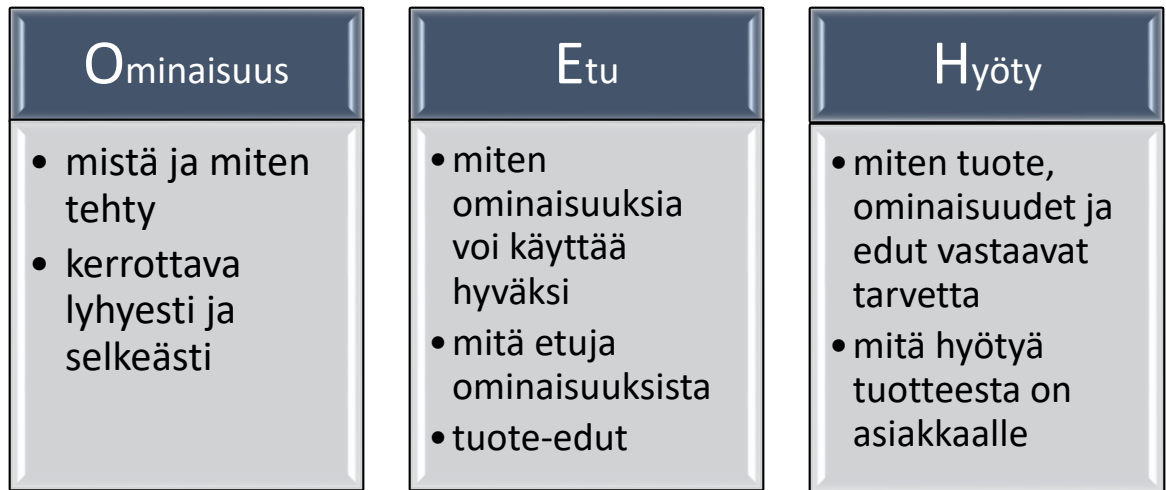 Ominaisuus
• mistä ja miten
tehty
• kerrottava
lyhyesti ja
selkeästi
Etu
• miten
ominaisuuksia
voi käyttää
hyväksi
• mitä etuja
ominaisuuksista
• tuote-edut
Hyöty
• miten tuote,
ominaisuudet ja
edut vastaavat
tarvetta
• mitä hyötyä
tuotteesta on
asiakkaalle